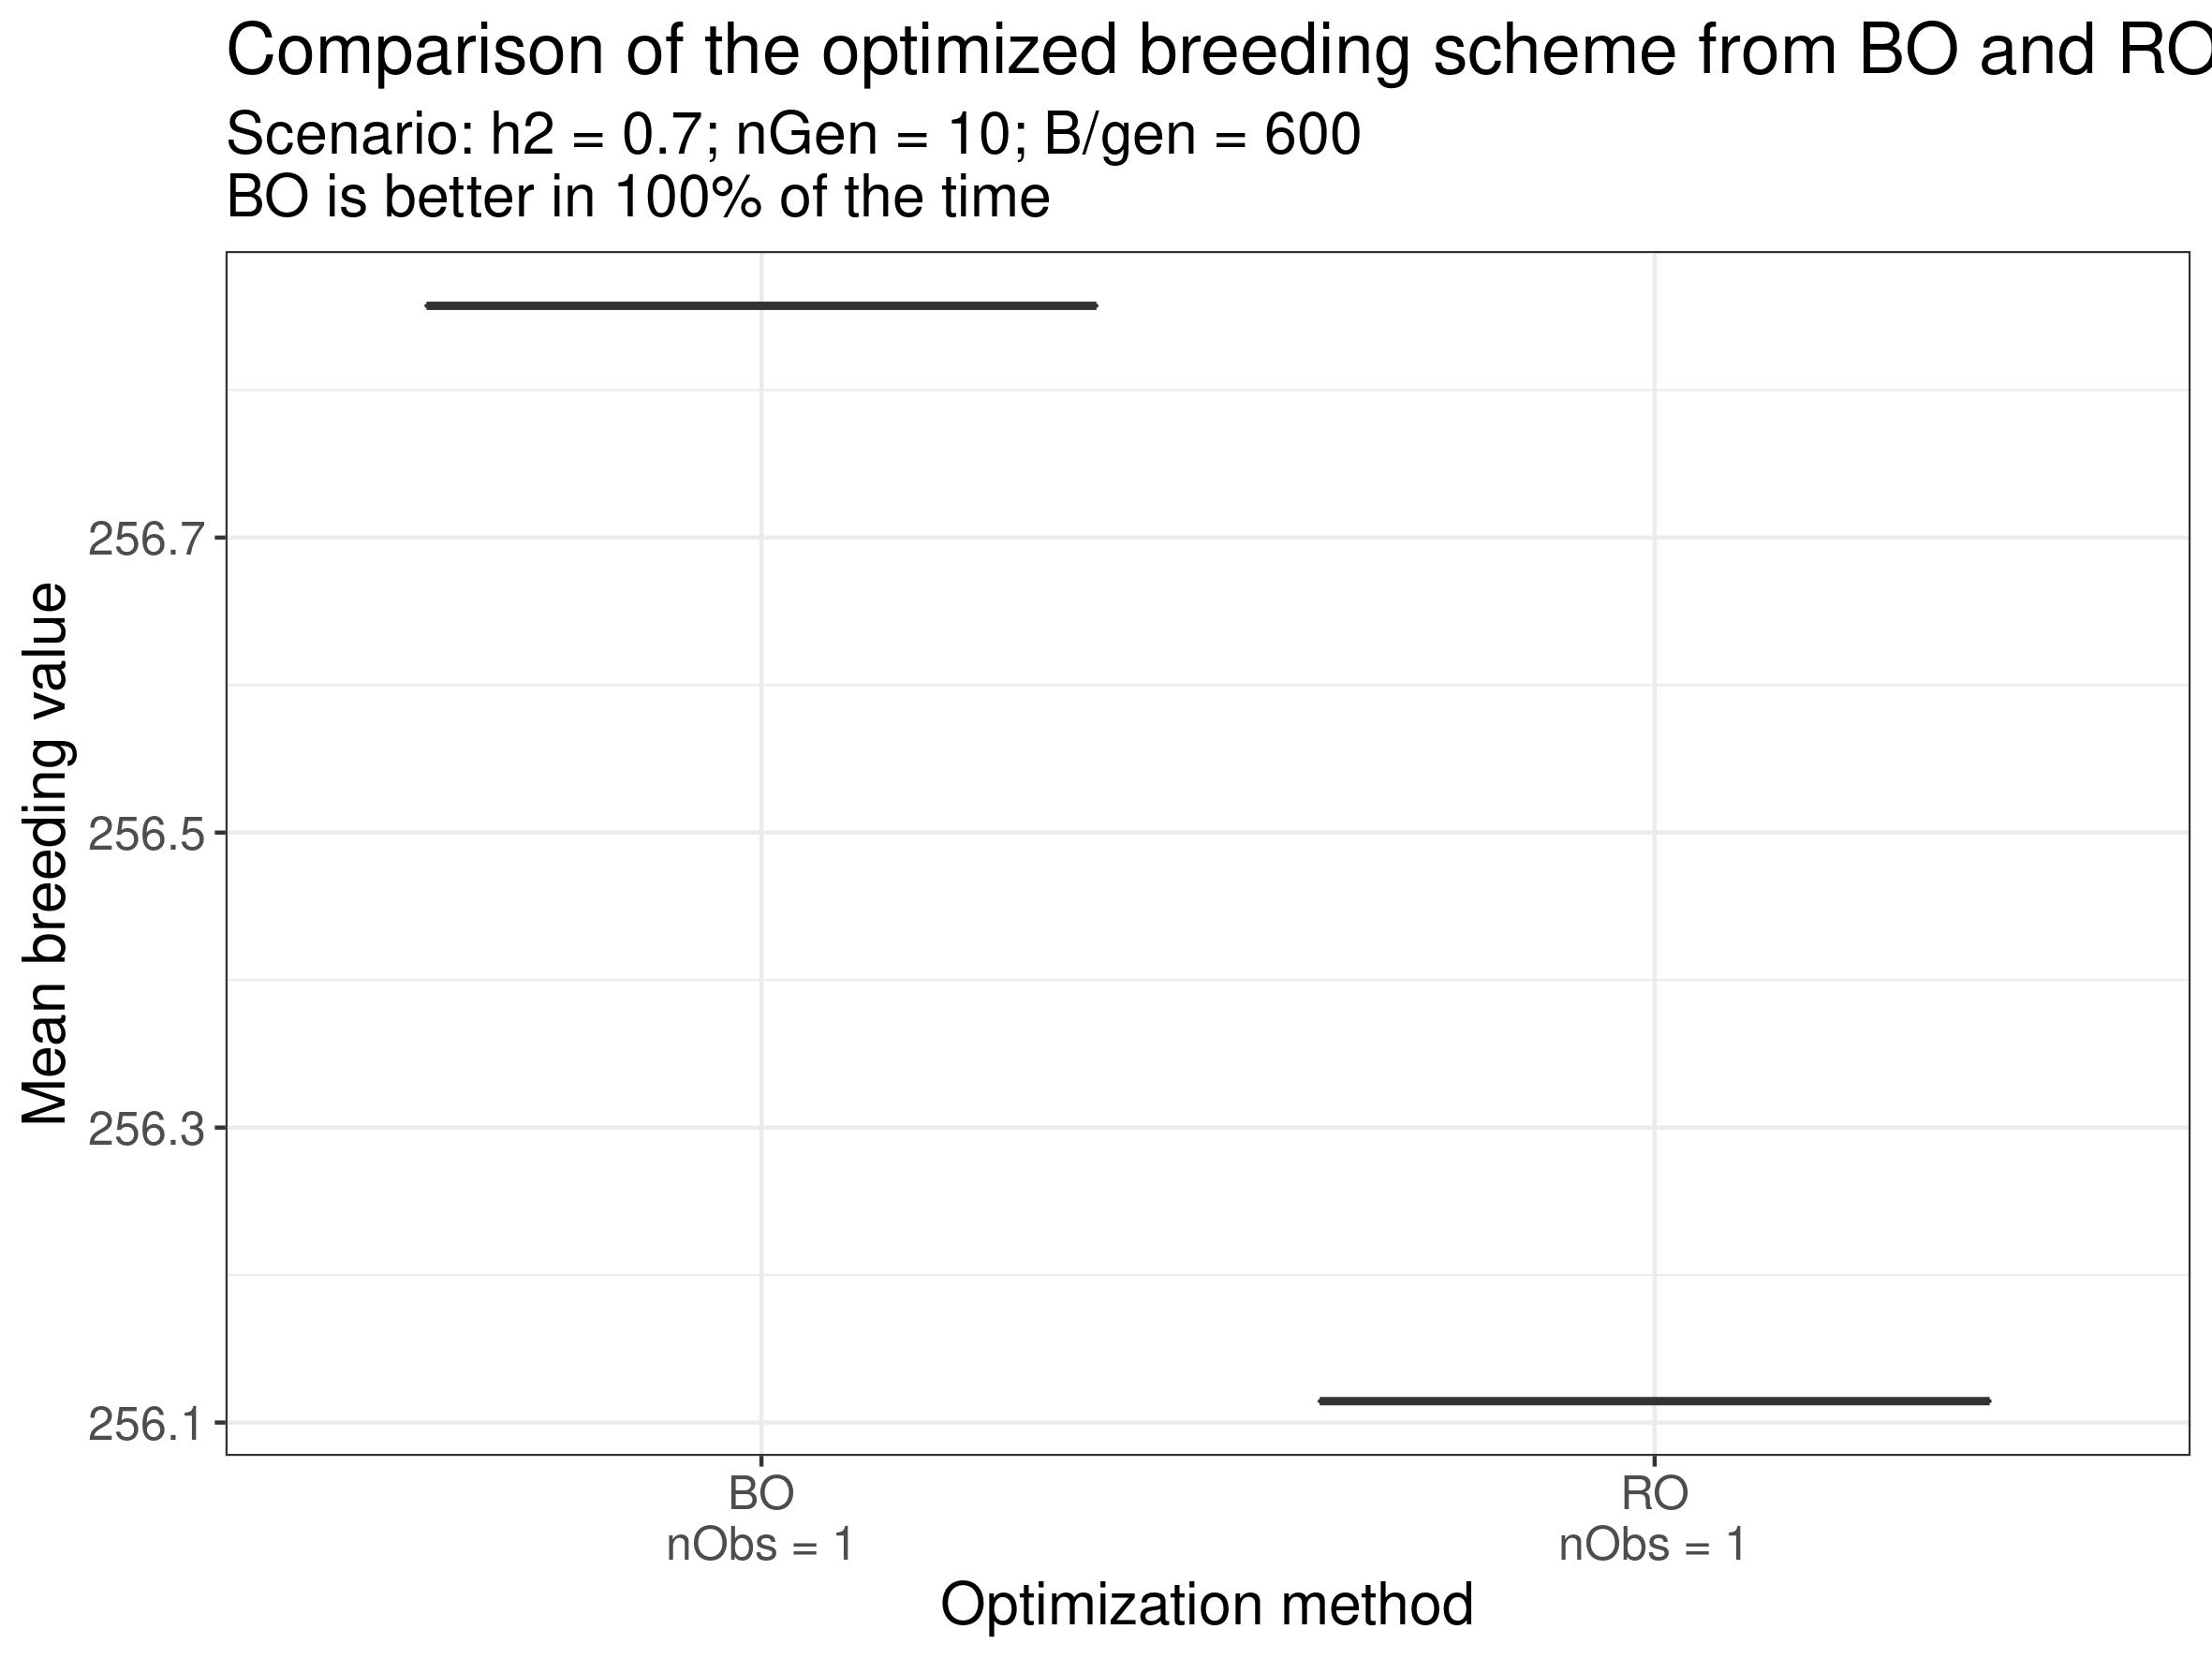 Comparison of the optimized breeding scheme from BO and RO
Scenario: h2 = 0.7; nGen = 10; B/gen = 600
BO is better in 100% of the time
Mean breeding value
256.7
256.5
256.3
256.1
BO
nObs = 1
RO
nObs = 1
Optimization method